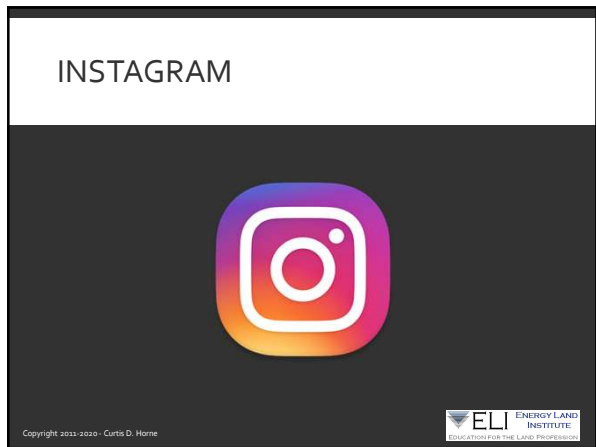 INSTAGRAM
Copyright 2011-2020 - Curtis D. Horne
ELI ENERGY LAND
INSTITUTE
EDUCATION FOR THE LAND PROFESSION